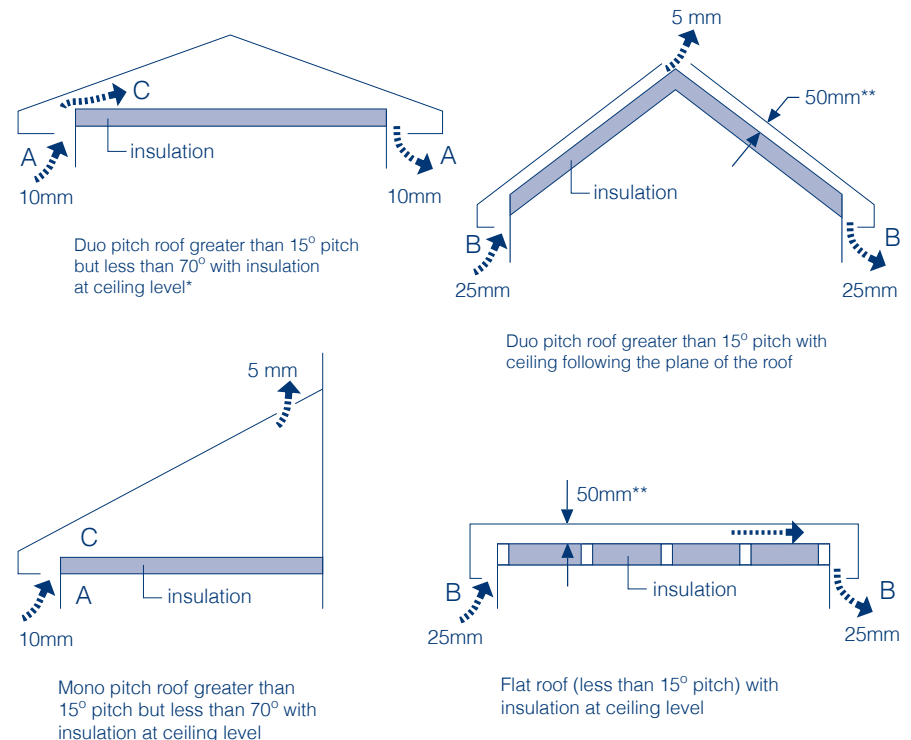 C
insulation
A
10mm
A
10mm
Duo pitch roof greater than 15° pitch
but less than 70° with insulation
at ceiling level*
5 mm
50mm**
insulation
B
25mm
B
25mm
Duo pitch roof greater than 15° pitch with
ceiling following the plane of the roof
5 mm
C
A
insulation
10mm
Mono pitch roof greater than
15° pitch but less than 70° with
insulation at ceiling level
50mm**
insulation
B
25mm
B
25mm
Flat roof (less than 15° pitch) with
insulation at ceiling level